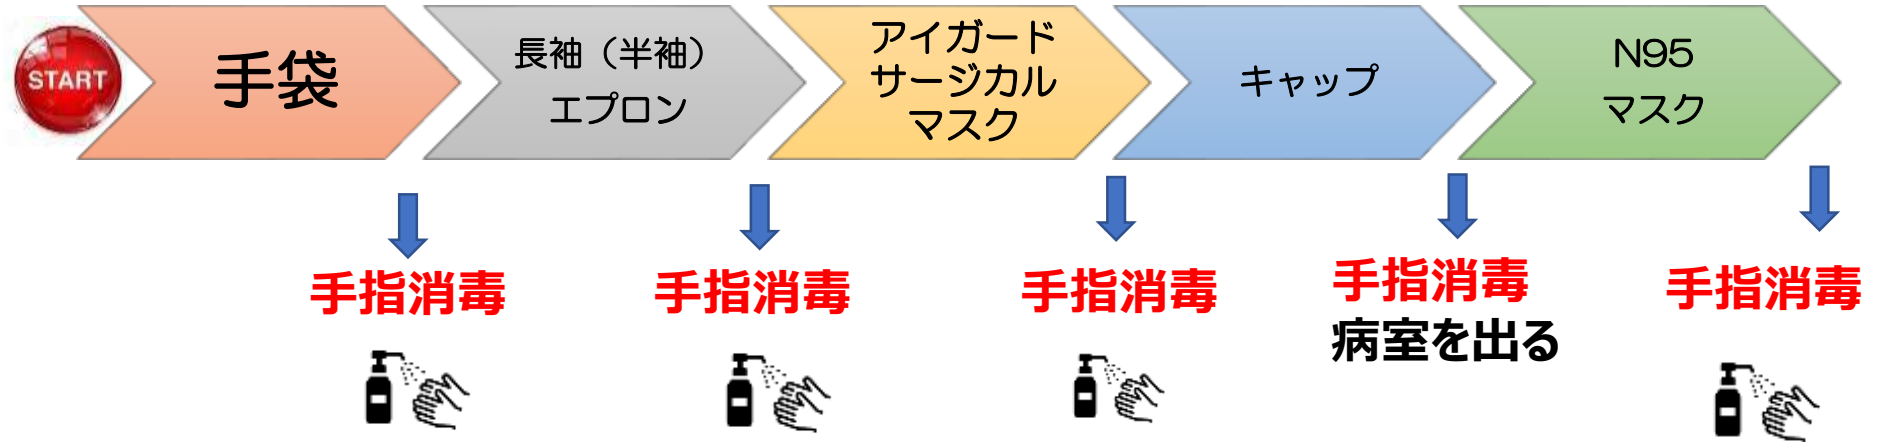 START
手袋
長袖（半袖）
エプロン
アイガード
サージカル
マスク
キャップ
N95
マスク
手指消毒
手指消毒
手指消毒
手指消毒
病室を出る
手指消毒